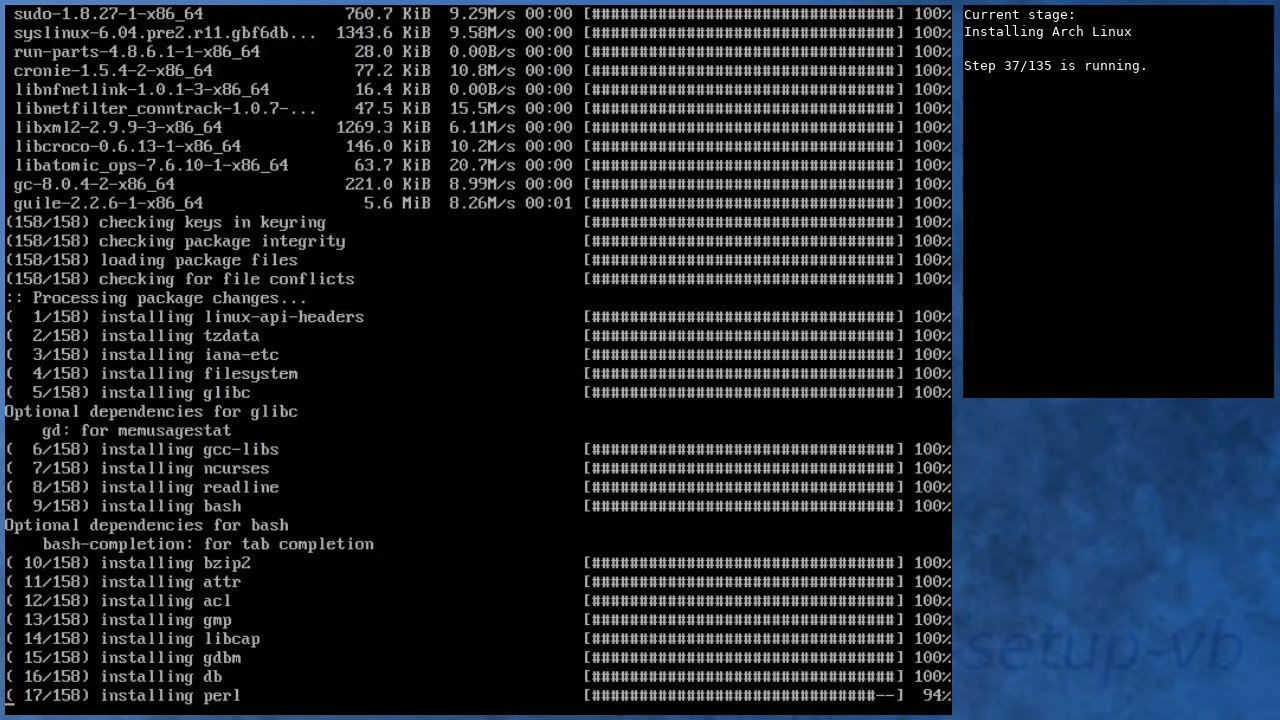 sudo-1.8.27-1-x86_64 760.7 KiB 9.29M/s 00:00 [################################] 100%
syslinux-6.04.pre2.r11.gbf6db... 1343.6 KiB 9.58M/s 00:00 [################################] 100%
run-parts-4.8.6.1-1-x86_64 28.0 KiB 0.00B/s 00:00 [################################] 100%
cronie-1.5.4-2-x86_64 77.2 KiB 10.8M/s 00:00 [################################] 100%
libnfnetlink-1.0.1-3-x86_64 16.4 KiB 0.00B/s 00:00 [################################] 100%
libnetfilter_conntrack-1.0.7-... 47.5 KiB 15.5M/s 00:00 [################################] 100%
libxml2-2.9.9-3-x86_64 1269.3 KiB 6.11M/s 00:00 [################################] 100%
libcroco-0.6.13-1-x86_64 146.0 KiB 10.2M/s 00:00 [################################] 100%
libatomic_ops-7.6.10-1-x86_64 63.7 KiB 20.7M/s 00:00 [################################] 100%
gc-8.0.4-2-x86_64 221.0 KiB 8.99M/s 00:00 [################################] 100%
guile-2.2.6-1-x86_64 5.6 MiB 8.26M/s 00:01 [################################] 100%
(158/158) checking keys in keyring [################################] 100%
(158/158) checking package integrity [################################] 100%
(158/158) loading package files [################################] 100%
(158/158) checking for file conflicts [################################] 100%
:: Processing package changes...
( 1/158) installing linux-api-headers [################################] 100%
( 2/158) installing tzdata [################################] 100%
( 3/158) installing iana-etc [################################] 100%
( 4/158) installing filesystem [################################] 100%
( 5/158) installing glibc [################################] 100%
Optional dependencies for glibc
gd: for memusagestat
( 6/158) installing gcc-libs [################################] 100%
( 7/158) installing ncurses [################################] 100%
( 8/158) installing readline [################################] 100%
( 9/158) installing bash [################################] 100%
Optional dependencies for bash
bash-completion: for tab completion
( 10/158) installing bzip2 [################################] 100%
( 11/158) installing attr [################################] 100%
( 12/158) installing acl [################################] 100%
( 13/158) installing gmp [################################] 100%
( 14/158) installing libcap [################################] 100%
( 15/158) installing gdbm [################################] 100%
( 16/158) installing db [################################] 100%
( 17/158) installing perl [##############################--] 94%
Current stage:
Installing Arch Linux
Step 37/135 is running.
setup-vb